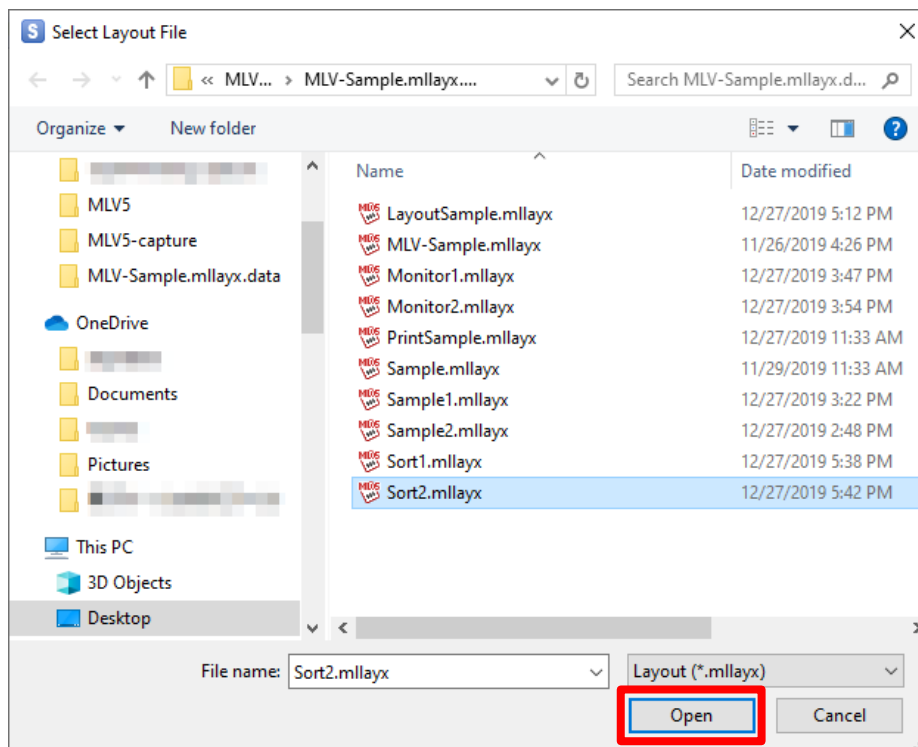 S Select Layout File
« MLV... › MLV-Sample.mllayx....
Search MLV-Sample.mllayx.d...
Organize
New folder
?
MLV5
MLV5-capture
MLV-Sample.mllayx.data
OneDrive
Documents
Pictures
This PC
3D Objects
Desktop
Name Date modified
LayoutSample.mllayx 12/27/2019 5:12 PM
MLV-Sample.mllayx 11/26/2019 4:26 PM
Monitor1.mllayx 12/27/2019 3:47 PM
Monitor2.mllayx 12/27/2019 3:54 PM
PrintSample.mllayx 12/27/2019 11:33 AM
Sample.mllayx 11/29/2019 11:33 AM
Sample1.mllayx 12/27/2019 3:22 PM
Sample2.mllayx 12/27/2019 2:48 PM
Sort1.mllayx 12/27/2019 5:38 PM
Sort2.mllayx 12/27/2019 5:42 PM
File name: Sort2.mllayx Layout (*.mllayx)
Open Cancel